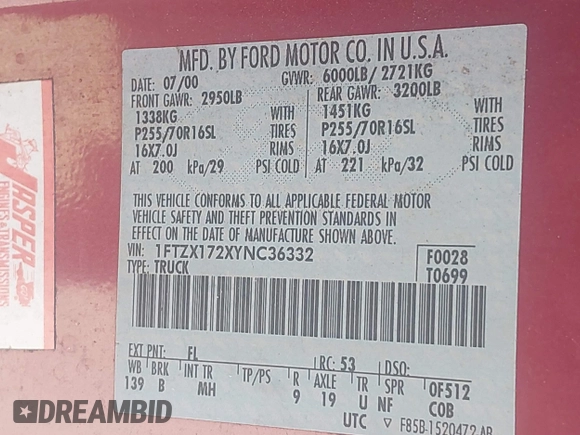 MFD. BY FORD MOTOR CO. IN U.S.A.
DATE: 07/00 GVWR: 6000LB/ 2721KG
FRONT GAWR: 2950LB REAR GAWR: 3200LB
1338KG WITH 1451KG WITH
P255/70R16SL TIRES P255/70R16SL TIRES
16X7.0J RIMS 16X7.0J RIMS
AT 200 kPa/29 PSI COLD AT 221 kPa/32 PSI COLD
THIS VEHICLE CONFORMS TO ALL APPLICABLE FEDERAL MOTOR
VEHICLE SAFETY AND THEFT PREVENTION STANDARDS IN
EFFECT ON THE DATE OF MANUFACTURE SHOWN ABOVE.
VIN: 1FTZX172XYNC36332 F0028
TYPE: TRUCK T0699
EXT PNT: FL RC: 53 DSO:
WB BRK INT TR TP/PS R AXLE TR SPR 0F512
139 B MH 9 19 U NF COB
UTC F85B-1520472 AB
JASPER
ENGINES & TRANSMISSIONS
DREAMBID